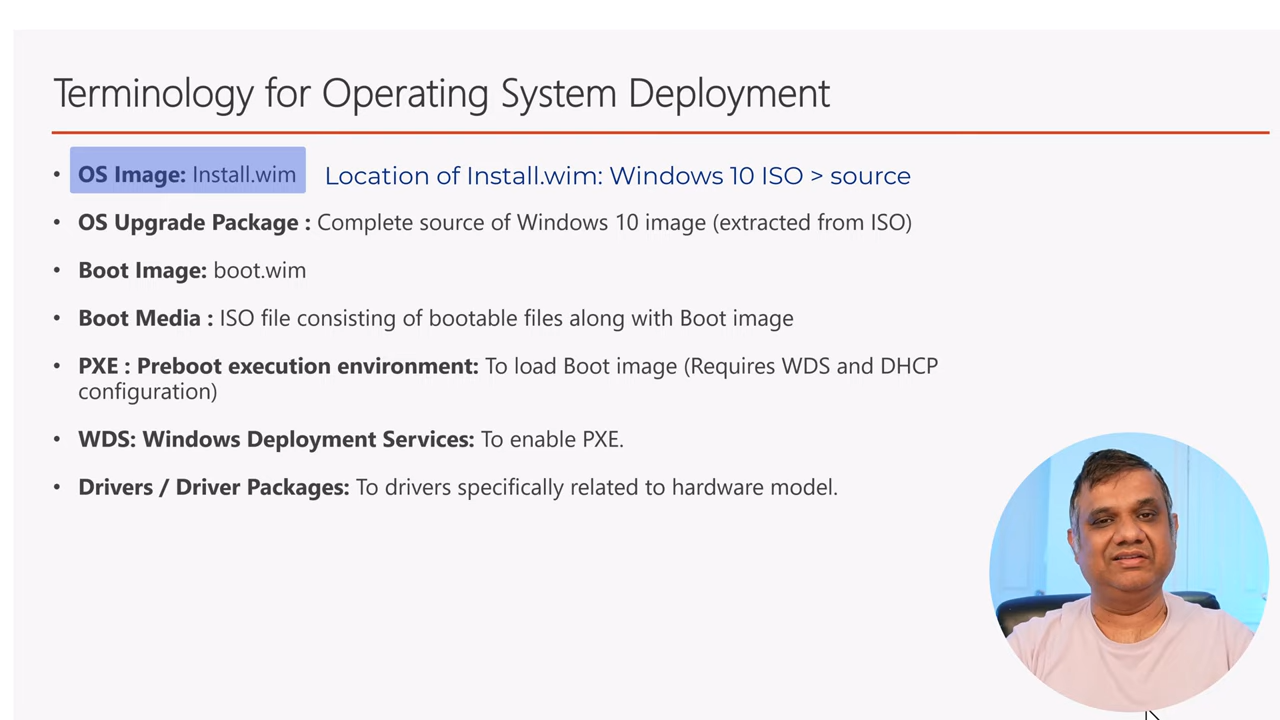 Terminology for Operating System Deployment
• OS Image: Install.wim Location of Install.wim: Windows 10 ISO > source
• OS Upgrade Package : Complete source of Windows 10 image (extracted from ISO)
• Boot Image: boot.wim
• Boot Media : ISO file consisting of bootable files along with Boot image
• PXE : Preboot execution environment: To load Boot image (Requires WDS and DHCP
configuration)
• WDS: Windows Deployment Services: To enable PXE.
• Drivers / Driver Packages: To drivers specifically related to hardware model.